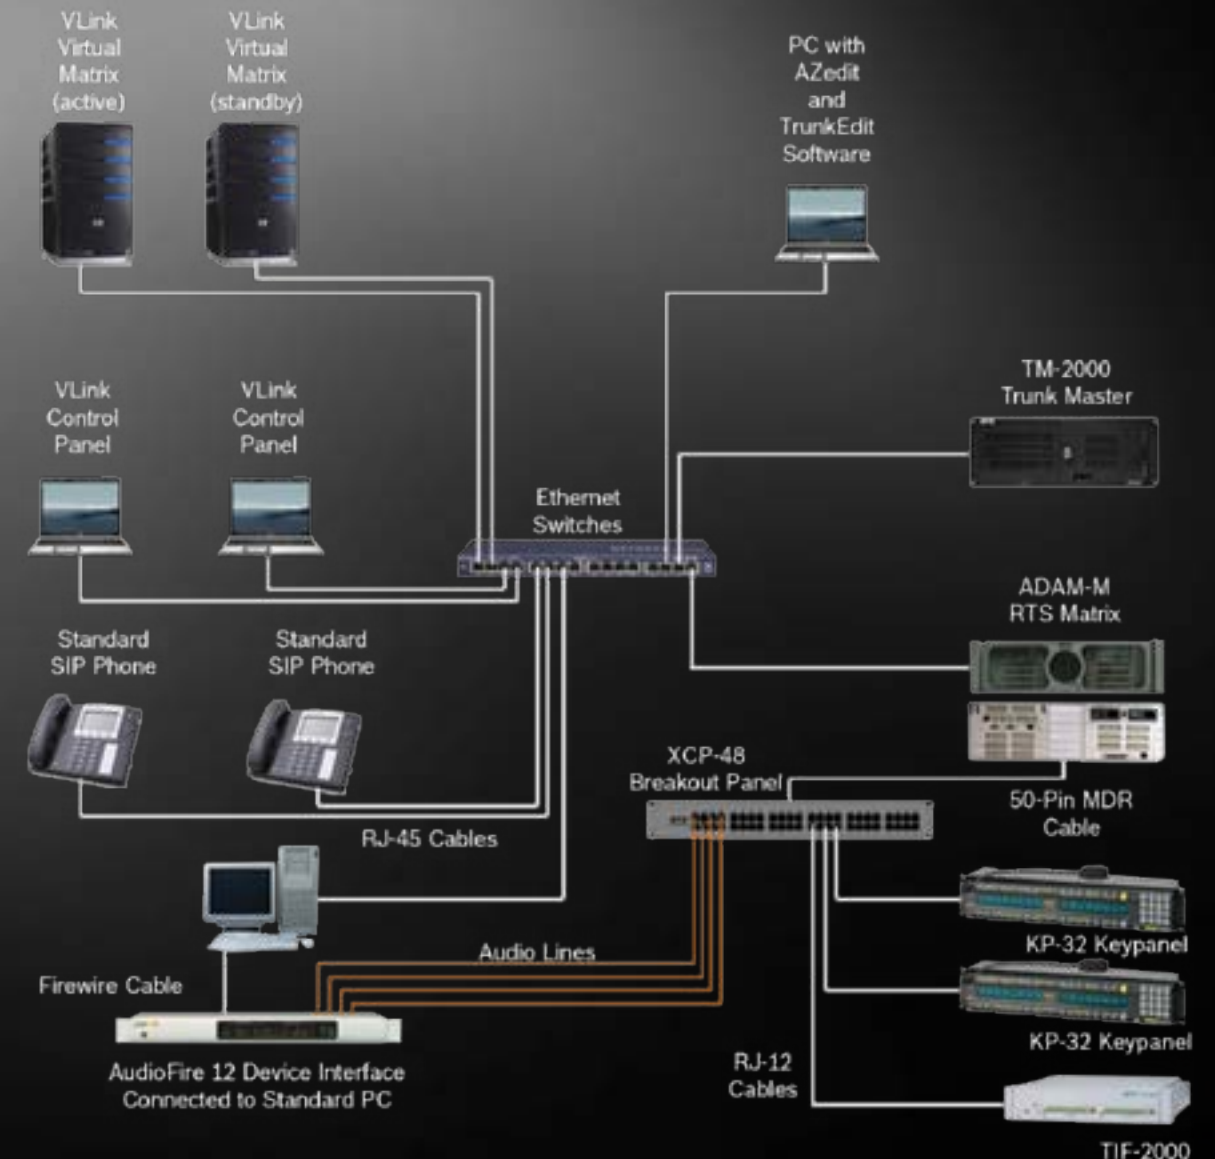 VLink
Virtual
Matrix
(active)
VLink
Virtual
Matrix
(standby)
PC with
AZedit
and
TrunkEdit
Software
TM-2000
Trunk Master
VLink
Control
Panel
VLink
Control
Panel
Ethernet
Switches
ADAM-M
RTS Matrix
Standard
SIP Phone
Standard
SIP Phone
XCP-48
Breakout Panel
50-Pin MDR
Cable
RJ-45 Cables
KP-32 Keypanel
Audio Lines
Firewire Cable
KP-32 Keypanel
AudioFire 12 Device Interface
Connected to Standard PC
RJ-12
Cables
TIF-2000